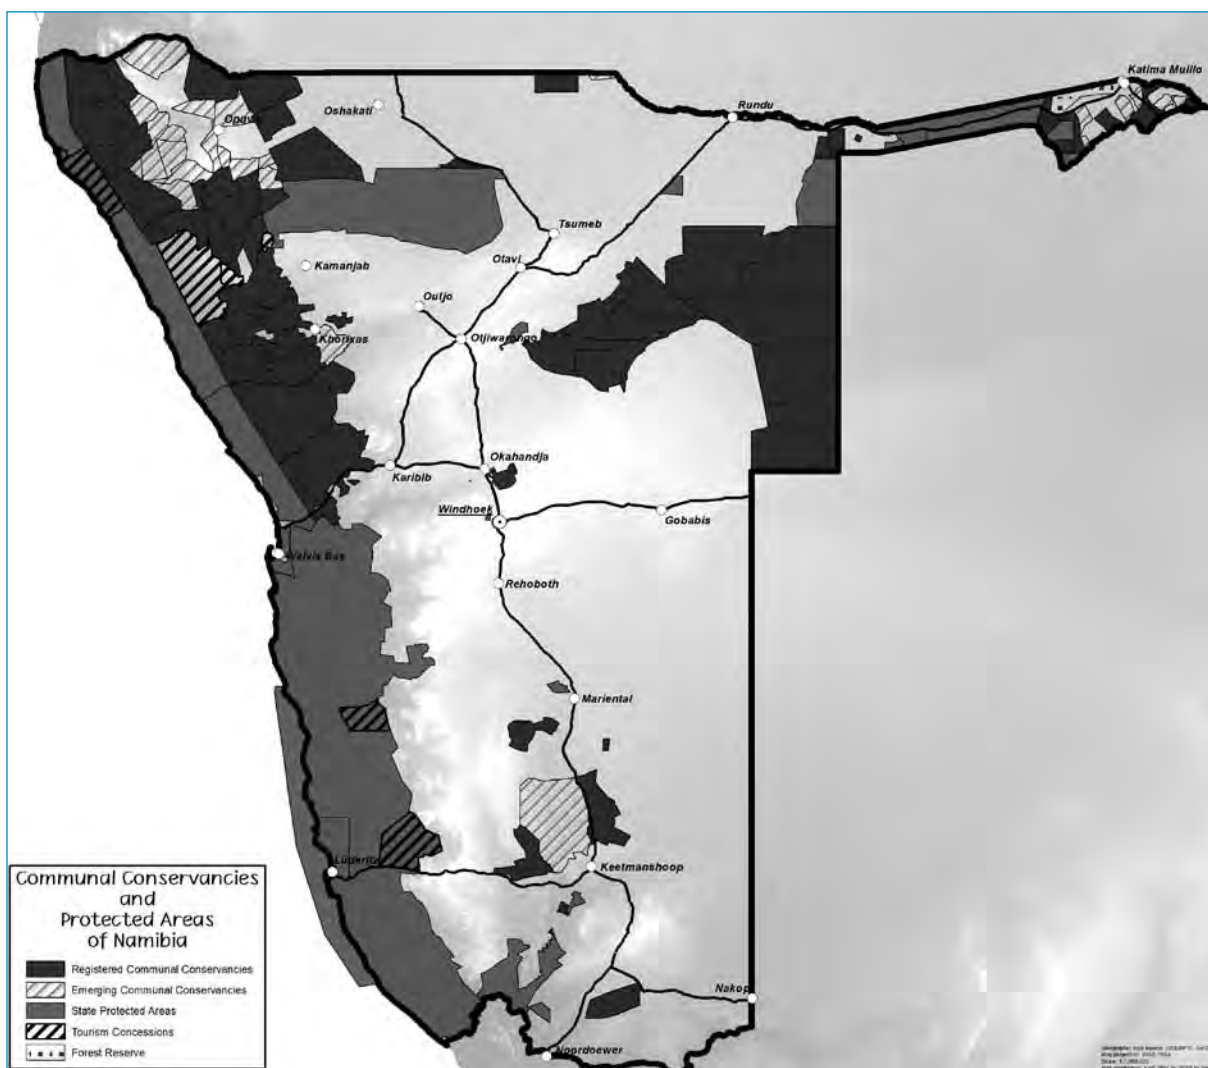 Katima Mulilo
Oshakati
Rundu
Opuwo
Tsumeb
Otavi
Kamanjab
Outjo
Khorixas
Otjiwarongo
Okahandja
Karibib
Windhoek
Gobabis
Walvis Bay
Rehoboth
Mariental
Lüderitz
Keetmanshoop
Nakop
Noordoewer
Communal Conservancies
and
Protected Areas
of Namibia
Registered Communal Conservancies
Emerging Communal Conservancies
State Protected Areas
Tourism Concessions
Forest Reserve